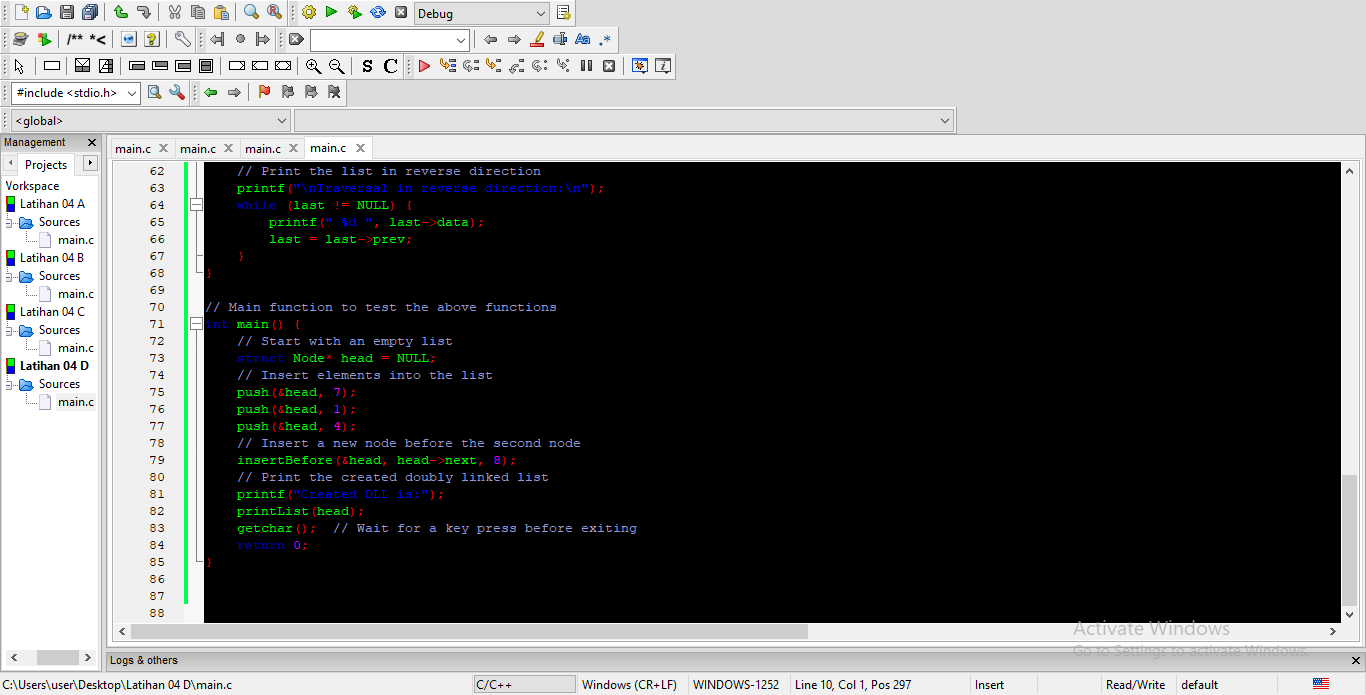 Debug
/** *<
S C
Aa .*
#include <stdio.h>
<global>
Management
Projects
Workspace
Latihan 04 A
Sources
main.c
Latihan 04 B
Sources
main.c
Latihan 04 C
Sources
main.c
Latihan 04 D
Sources
main.c
main.c main.c main.c main.c
62 // Print the list in reverse direction
63 printf("\nTraversal in reverse direction:\n");
64 while (last != NULL) {
65 printf(" %d ", last->data);
66 last = last->prev;
67 }
68 }
69
70 // Main function to test the above functions
71 int main() {
72 // Start with an empty list
73 struct Node* head = NULL;
74 // Insert elements into the list
75 push(&head, 7);
76 push(&head, 1);
77 push(&head, 4);
78 // Insert a new node before the second node
79 insertBefore(&head, head->next, 8);
80 // Print the created doubly linked list
81 printf("Created DLL is:");
82 printList(head);
83 getchar(); // Wait for a key press before exiting
84 return 0;
85 }
86
87
88
Activate Windows
Go to Settings to activate Windows.
Logs & others
C:\Users\user\Desktop\Latihan 04 D\main.c C/C++ Windows (CR+LF) WINDOWS-1252 Line 10, Col 1, Pos 297 Insert Read/Write default